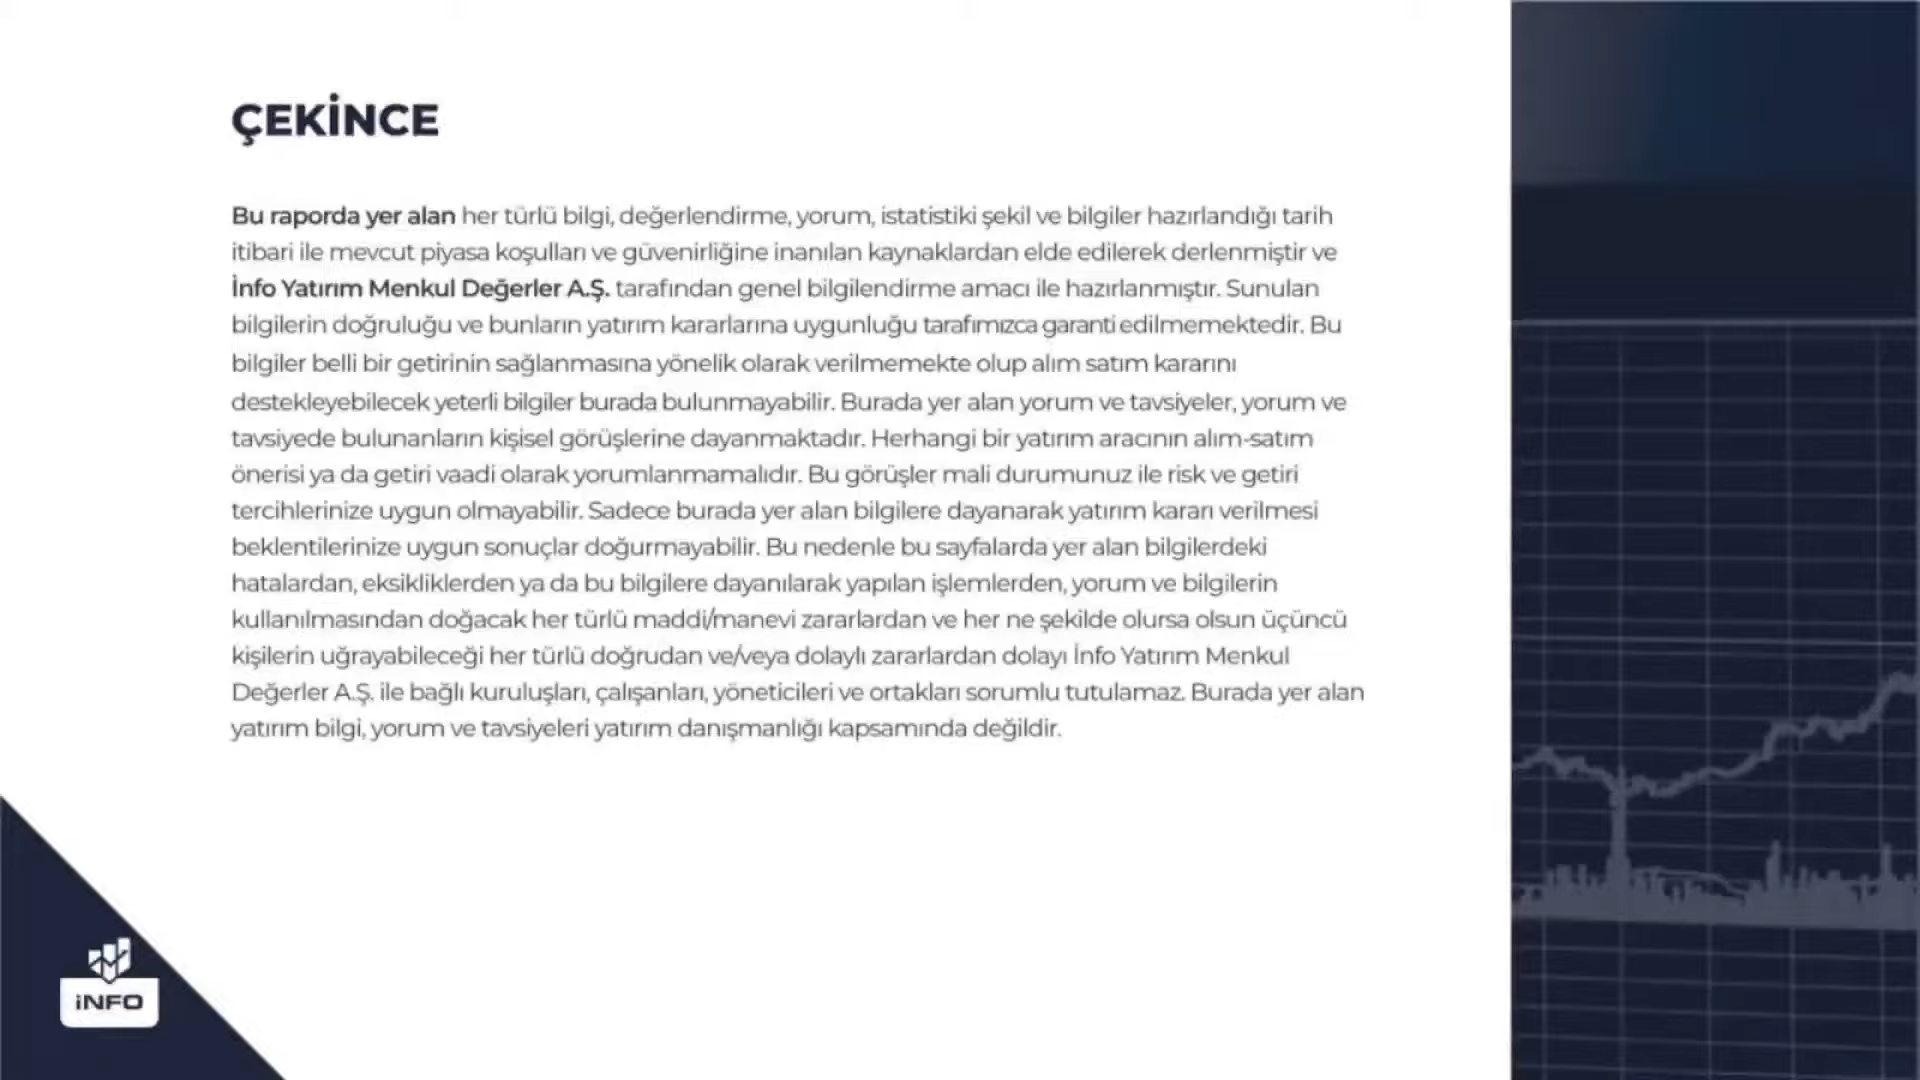 ÇEKİNCE
Bu raporda yer alan her türlü bilgi, değerlendirme, yorum, istatistiki şekil ve bilgiler hazırlandığı tarih
itibari ile mevcut piyasa koşulları ve güvenirliğine inanılan kaynaklardan elde edilerek derlenmiştir ve
İnfo Yatırım Menkul Değerler A.Ş. tarafından genel bilgilendirme amacı ile hazırlanmıştır. Sunulan
bilgilerin doğruluğu ve bunların yatırım kararlarına uygunluğu tarafımızca garanti edilmemektedir. Bu
bilgiler belli bir getirinin sağlanmasına yönelik olarak verilmemekte olup alım satım kararını
destekleyebilecek yeterli bilgiler burada bulunmayabilir. Burada yer alan yorum ve tavsiyeler, yorum ve
tavsiyede bulunanların kişisel görüşlerine dayanmaktadır. Herhangi bir yatırım aracının alım-satım
önerisi ya da getiri vaadi olarak yorumlanmamalıdır. Bu görüşler mali durumunuz ile risk ve getiri
tercihlerinize uygun olmayabilir. Sadece burada yer alan bilgilere dayanarak yatırım kararı verilmesi
beklentilerinize uygun sonuçlar doğurmayabilir. Bu nedenle bu sayfalarda yer alan bilgilerdeki
hatalardan, eksikliklerden ya da bu bilgilere dayanılarak yapılan işlemlerden, yorum ve bilgilerin
kullanılmasından doğacak her türlü maddi/manevi zararlardan ve her ne şekilde olursa olsun üçüncü
kişilerin uğrayabileceği her türlü doğrudan ve/veya dolaylı zararlardan dolayı İnfo Yatırım Menkul
Değerler A.Ş. ile bağlı kuruluşları, çalışanları, yöneticileri ve ortakları sorumlu tutulamaz. Burada yer alan
yatırım bilgi, yorum ve tavsiyeleri yatırım danışmanlığı kapsamında değildir.
iNFO